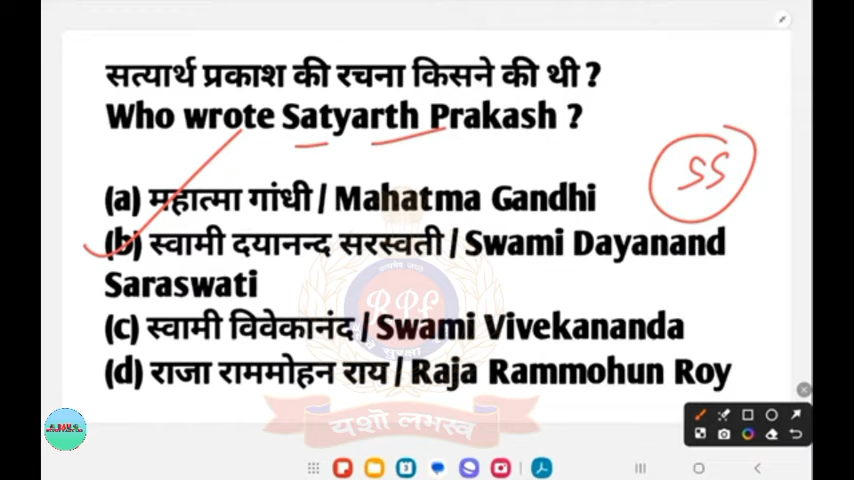 सत्यार्थ प्रकाश की रचना किसने की थी ?
Who wrote Satyarth Prakash ?
SS
(a) महात्मा गांधी / Mahatma Gandhi
(b) स्वामी दयानन्द सरस्वती / Swami Dayanand
Saraswati
(c) स्वामी विवेकानंद / Swami Vivekananda
(d) राजा राममोहन राय / Raja Rammohun Roy
RPF
यशो लभस्व